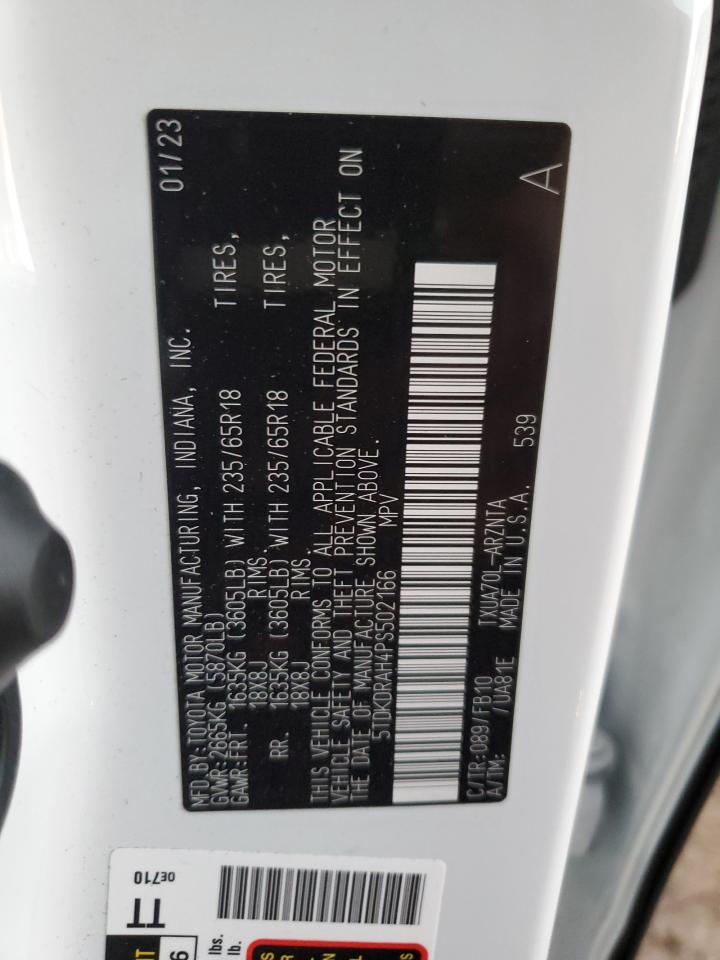 MFD.BY:TOYOTA MOTOR MANUFACTURING, INDIANA, INC. 01/23
GVWR:2665KG (5870LB)
GAWR:FRT. 1635KG (3605LB) WITH 235/65R18 TIRES,
18X8J RIMS.
RR. 1635KG (3605LB) WITH 235/65R18 TIRES,
18X8J RIMS.
THIS VEHICLE CONFORMS TO ALL APPLICABLE FEDERAL MOTOR
VEHICLE SAFETY AND THEFT PREVENTION STANDARDS IN EFFECT ON
THE DATE OF MANUFACTURE SHOWN ABOVE.
5TDKDRAH4PS502166 MPV
C/TR:089/FB10 TXUA70L-ARZNTA 539
A/TM: /UA81E MADE IN U.S.A.
A
0E710
TT
lbs.
lb.